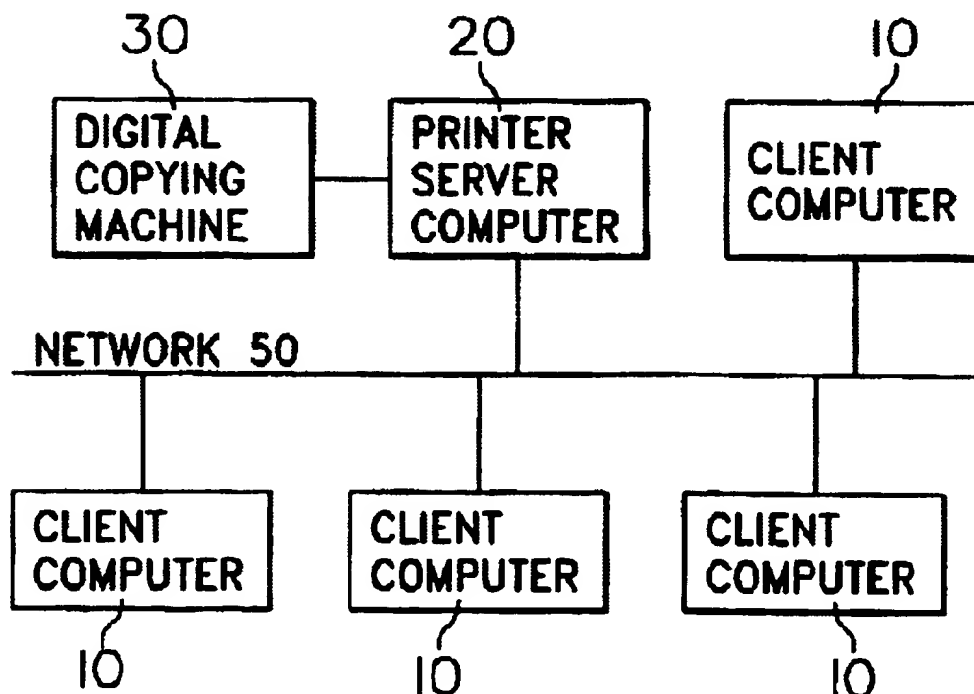 30
20
10
DIGITAL
COPYING
MACHINE
PRINTER
SERVER
COMPUTER
CLIENT
COMPUTER
NETWORK 50
CLIENT
COMPUTER
CLIENT
COMPUTER
CLIENT
COMPUTER
10
10
10